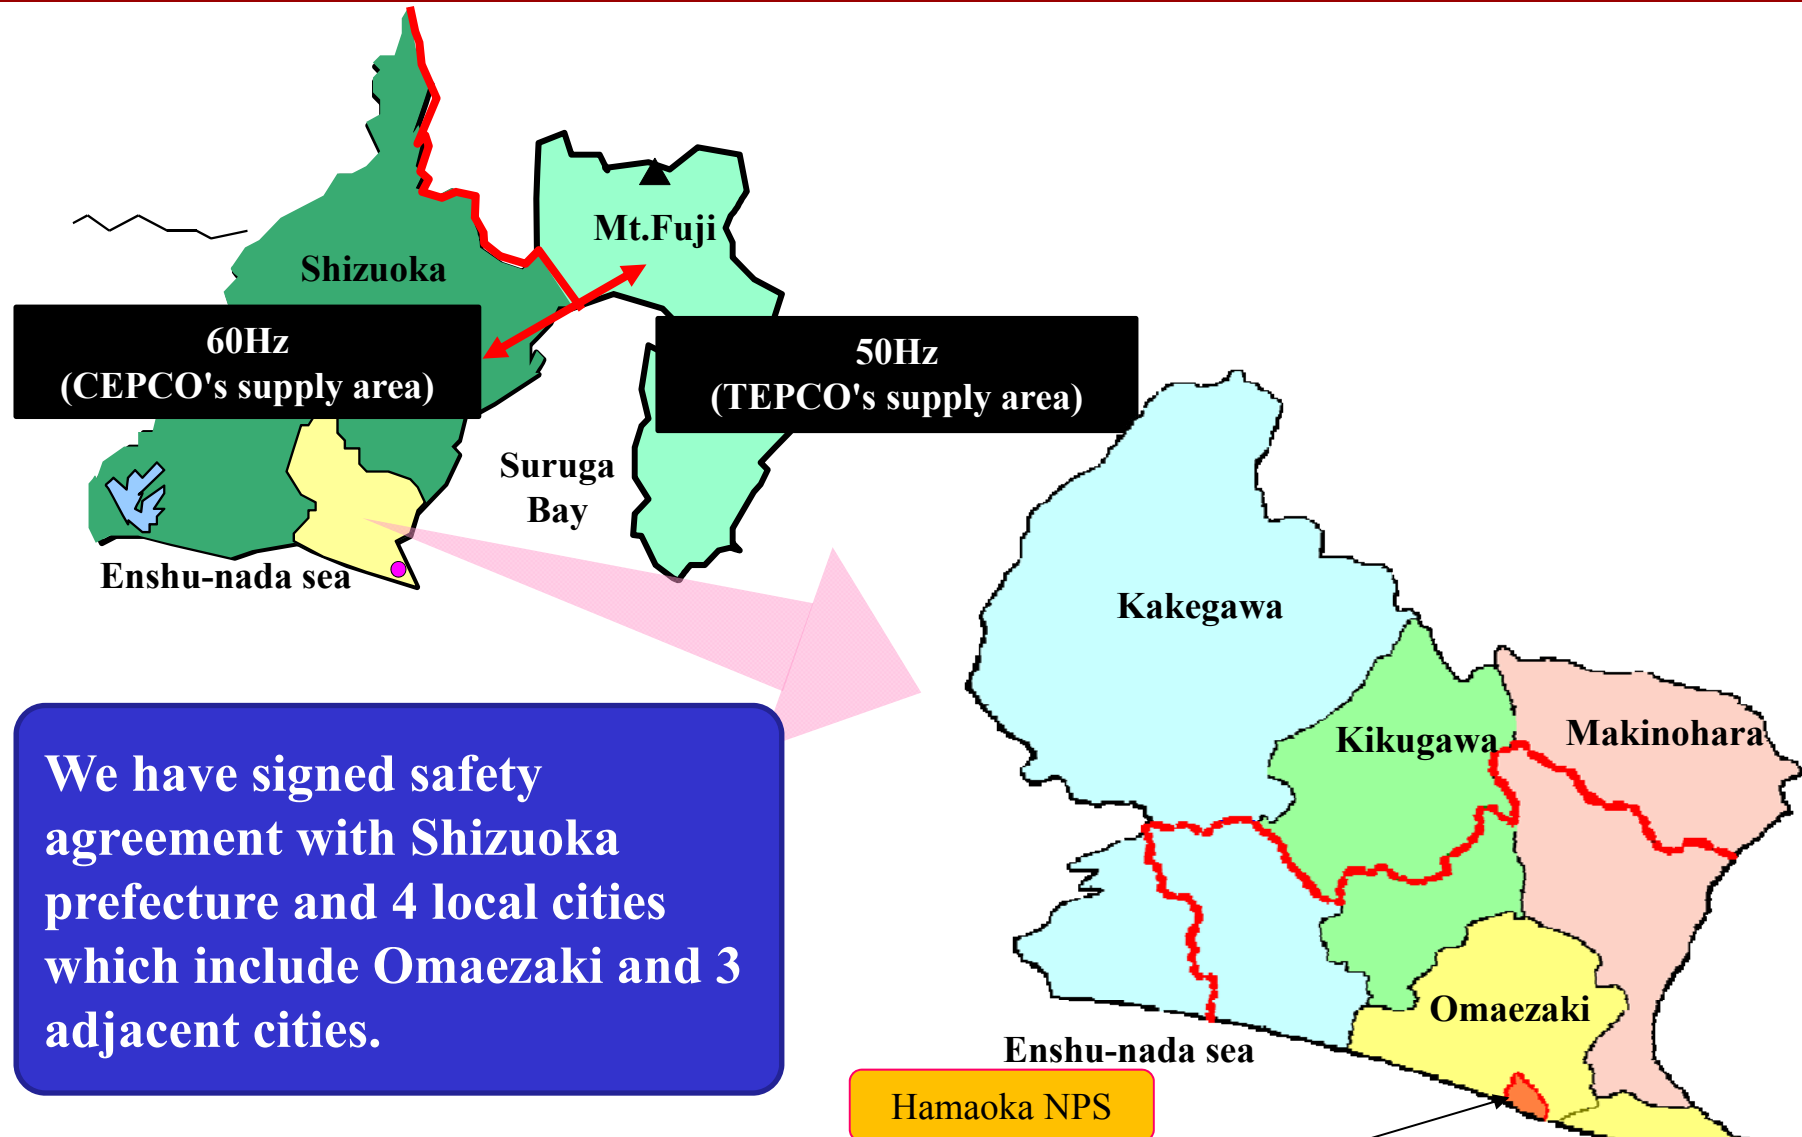 Mt.Fuji
Shizuoka
60Hz
(CEPCO's supply area)
50Hz
(TEPCO's supply area)
Suruga
Bay
Enshu-nada sea
Kakegawa
Kikugawa
Makinohara
We have signed safety
agreement with Shizuoka
prefecture and 4 local cities
which include Omaezaki and 3
adjacent cities.
Omaezaki
Enshu-nada sea
Hamaoka NPS